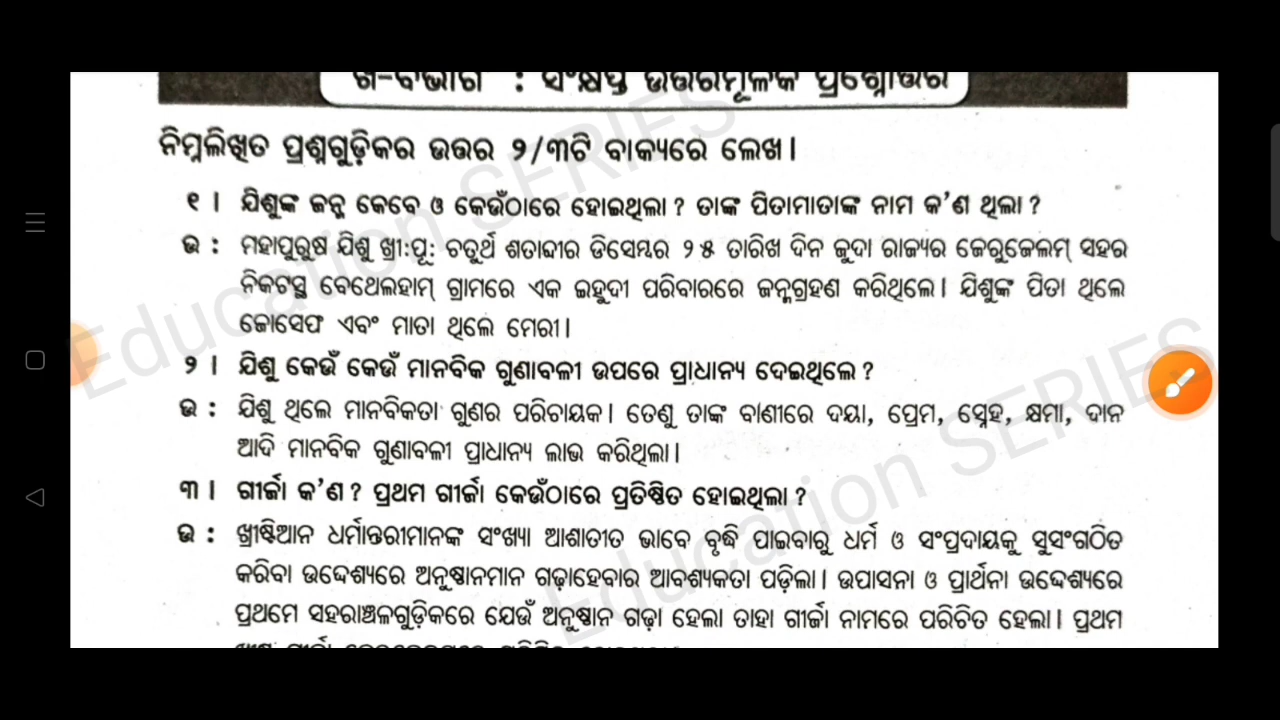 ଖ-ବିଭାଗ : ସଂକ୍ଷିପ୍ତ ଉତ୍ତରମୂଳକ ପ୍ରଶ୍ନୋତ୍ତର
ନିମ୍ନଲିଖିତ ପ୍ରଶ୍ନଗୁଡ଼ିକର ଉତ୍ତର ୨/୩ଟି ବାକ୍ୟରେ ଲେଖ।
୧ । ଯିଶୁଙ୍କ ଜନ୍ମ କେବେ ଓ କେଉଁଠାରେ ହୋଇଥିଲା ? ତାଙ୍କ ପିତାମାତାଙ୍କ ନାମ କ'ଣ ଥିଲା ?
ଉ : ମହାପୁରୁଷ ଯିଶୁ ଖ୍ରୀ:ପୂ: ଚତୁର୍ଥ ଶତାବ୍ଦୀର ଡିସେମ୍ବର ୨୫ ତାରିଖ ଦିନ ଜୁଦା ରାଜ୍ୟର ଜେରୁଜେଲମ୍ ସହର
ନିକଟସ୍ଥ ବେଥେଲହାମ୍ ଗ୍ରାମରେ ଏକ ଇହୁଦୀ ପରିବାରରେ ଜନ୍ମଗ୍ରହଣ କରିଥିଲେ। ଯିଶୁଙ୍କ ପିତା ଥିଲେ
ଜୋସେଫ ଏବଂ ମାତା ଥିଲେ ମେରୀ।
୨ । ଯିଶୁ କେଉଁ କେଉଁ ମାନବିକ ଗୁଣାବଳୀ ଉପରେ ପ୍ରାଧାନ୍ୟ ଦେଇଥିଲେ ?
ଉ : ଯିଶୁ ଥିଲେ ମାନବିକତା ଗୁଣର ପରିଚାୟକ। ତେଣୁ ତାଙ୍କ ବାଣୀରେ ଦୟା, ପ୍ରେମ, ସ୍ନେହ, କ୍ଷମା, ଦାନ
ଆଦି ମାନବିକ ଗୁଣାବଳୀ ପ୍ରାଧାନ୍ୟ ଲାଭ କରିଥିଲା।
୩ । ଗୀର୍ଜା କ'ଣ ? ପ୍ରଥମ ଗୀର୍ଜା କେଉଁଠାରେ ପ୍ରତିଷ୍ଠିତ ହୋଇଥିଲା ?
ଉ : ଖ୍ରୀଷ୍ଟିଆନ ଧର୍ମାନ୍ତରୀମାନଙ୍କ ସଂଖ୍ୟା ଆଶାତୀତ ଭାବେ ବୃଦ୍ଧି ପାଇବାରୁ ଧର୍ମ ଓ ସଂପ୍ରଦାୟକୁ ସୁସଂଗଠିତ
କରିବା ଉଦ୍ଦେଶ୍ୟରେ ଅନୁଷ୍ଠାନମାନ ଗଢ଼ାହେବାର ଆବଶ୍ୟକତା ପଡ଼ିଲା। ଉପାସନା ଓ ପ୍ରାର୍ଥନା ଉଦ୍ଦେଶ୍ୟରେ
ପ୍ରଥମେ ସହରାଞ୍ଚଳଗୁଡ଼ିକରେ ଯେଉଁ ଅନୁଷ୍ଠାନ ଗଢ଼ା ହେଲା ତାହା ଗୀର୍ଜା ନାମରେ ପରିଚିତ ହେଲା। ପ୍ରଥମ
Education SERIES
Education SERIES